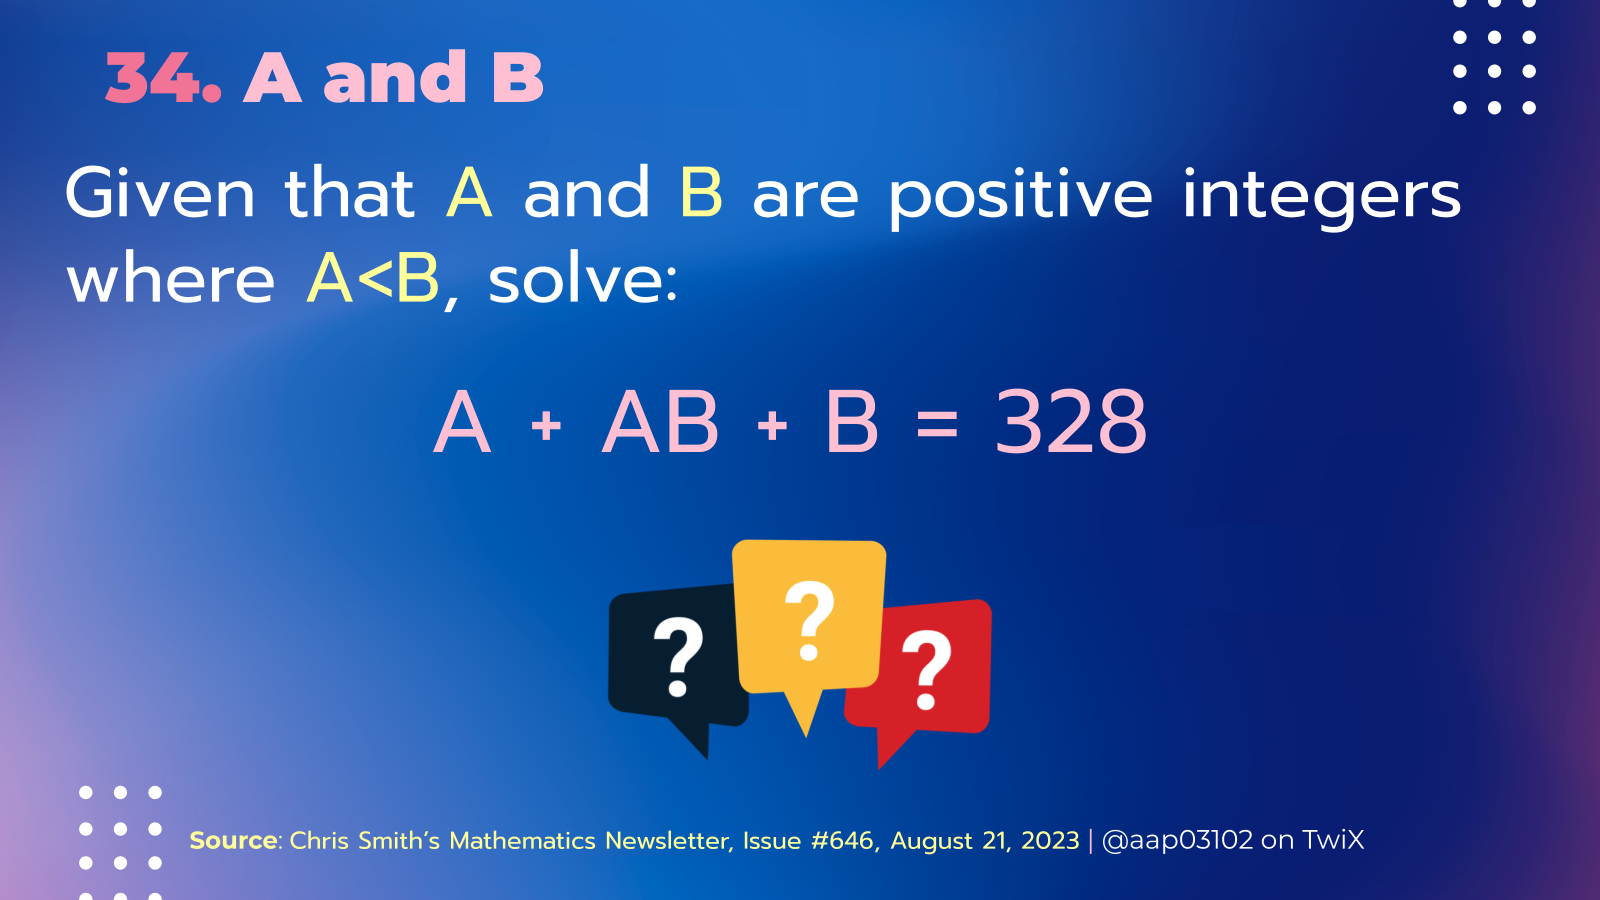 34. A and B
Given that A and B are positive integers
where A<B, solve:
A + AB + B = 328
? ? ?
Source: Chris Smith’s Mathematics Newsletter, Issue #646, August 21, 2023 | @aap03102 on TwiX